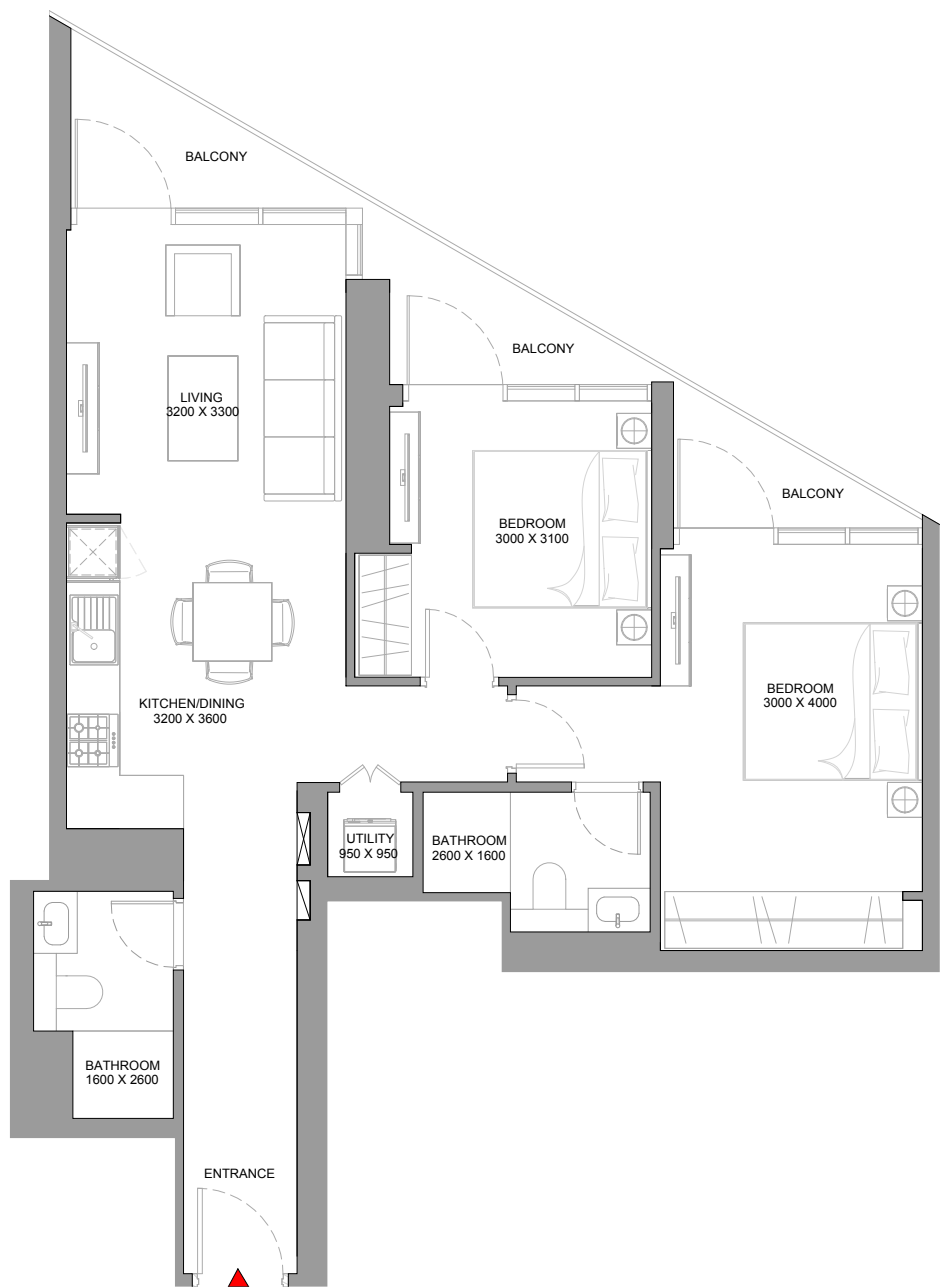 BALCONY
BALCONY
LIVING
3200 X 3300
BALCONY
BEDROOM
3000 X 3100
BEDROOM
3000 X 4000
KITCHEN/DINING
3200 X 3600
UTILITY
950 X 950
BATHROOM
2600 X 1600
BATHROOM
1600 X 2600
ENTRANCE